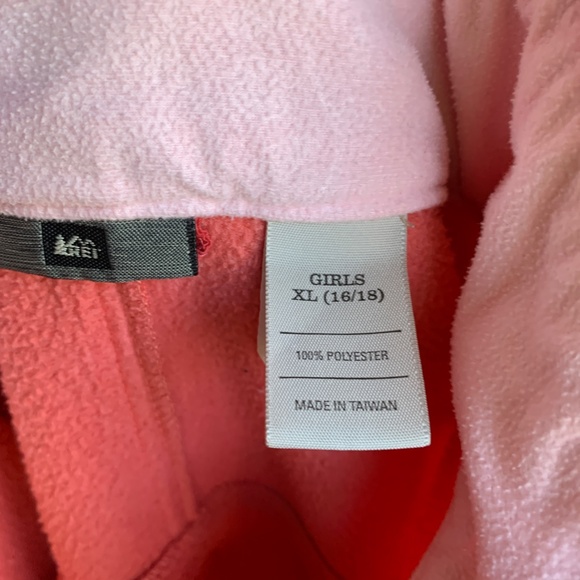 REI
GIRLS
XL (16/18)
100% POLYESTER
MADE IN TAIWAN